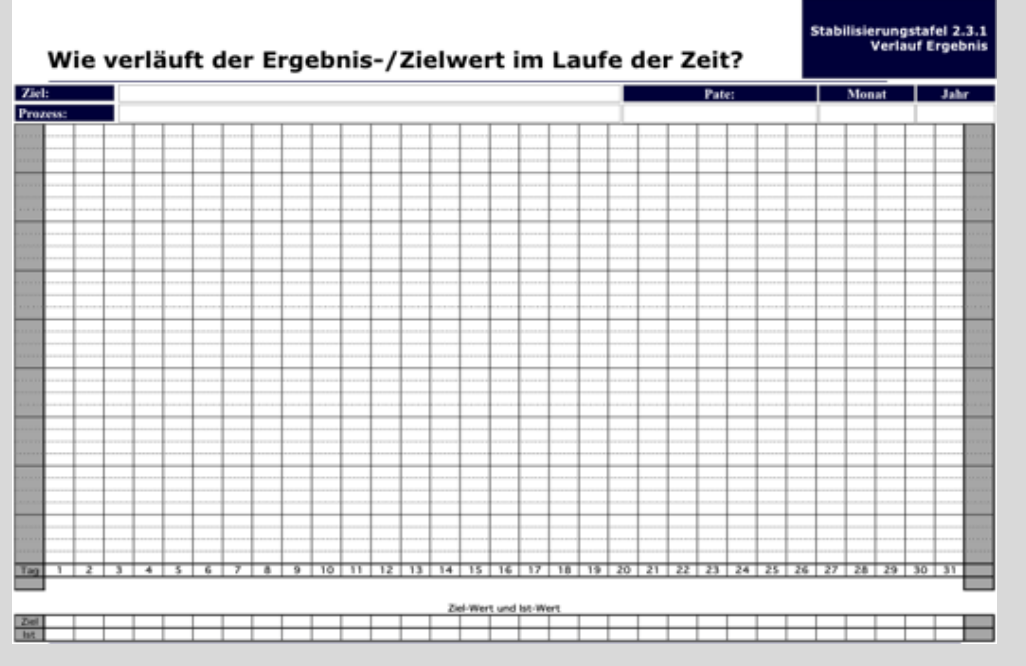 Stabilisierungstafel 2.3.1
Verlauf Ergebnis
Wie verläuft der Ergebnis-/Zielwert im Laufe der Zeit?
Ziel: Pate: Monat Jahr
Prozess:
Tag 1 2 3 4 5 6 7 8 9 10 11 12 13 14 15 16 17 18 19 20 21 22 23 24 25 26 27 28 29 30 31
Ziel-Wert und Ist-Wert
Ziel
Ist